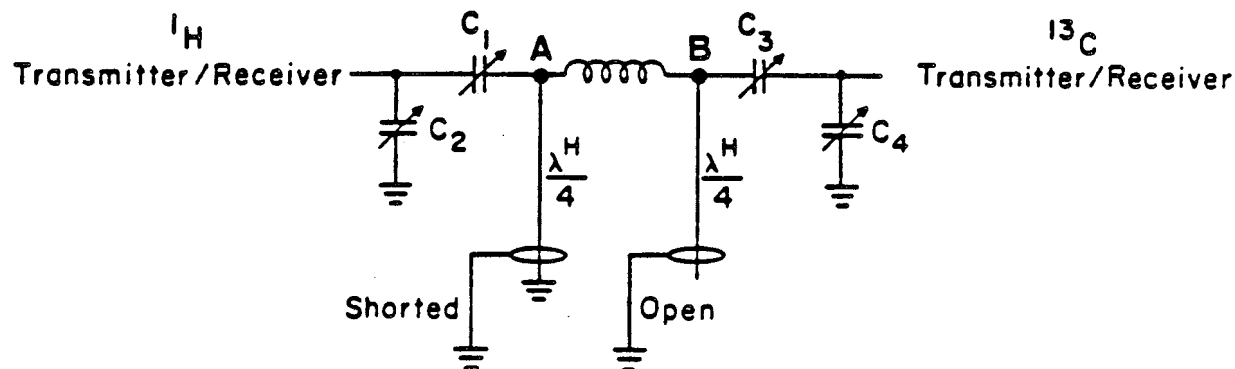 ¹H
Transmitter/Receiver
C₁
A
B
C₃
¹³C
Transmitter/Receiver
C₂
C₄
λᴴ/4
λᴴ/4
Shorted
Open